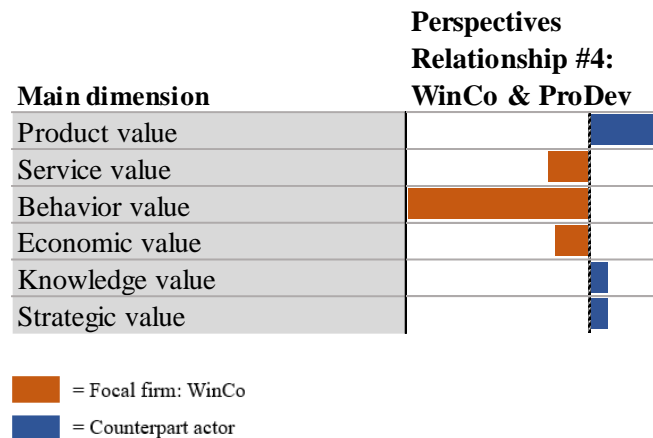 Perspectives
Relationship #4:
Main dimension WinCo & ProDev
Product value
Service value
Behavior value
Economic value
Knowledge value
Strategic value
= Focal firm: WinCo
= Counterpart actor